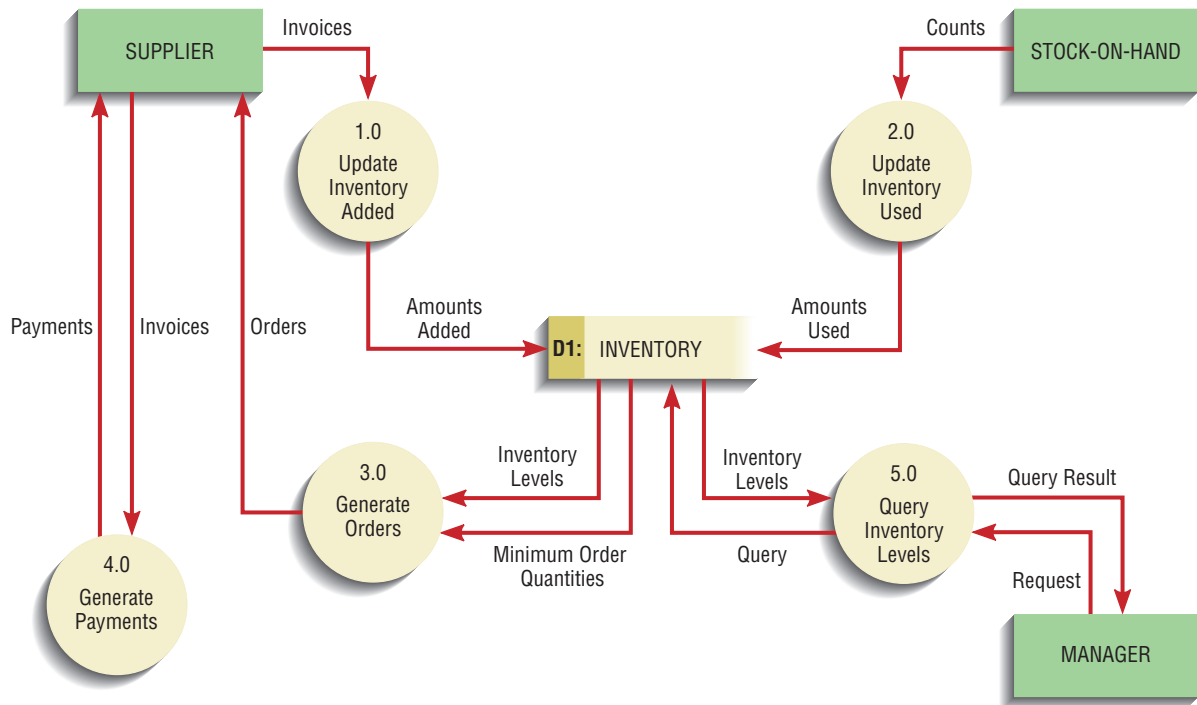 Invoices
SUPPLIER
Counts
STOCK-ON-HAND
1.0
Update
Inventory
Added
2.0
Update
Inventory
Used
Payments
Invoices
Orders
Amounts
Added
Amounts
Used
D1: INVENTORY
Inventory
Levels
3.0
Generate
Orders
Minimum Order
Quantities
Inventory
Levels
Query
5.0
Query
Inventory
Levels
Query Result
Request
4.0
Generate
Payments
MANAGER